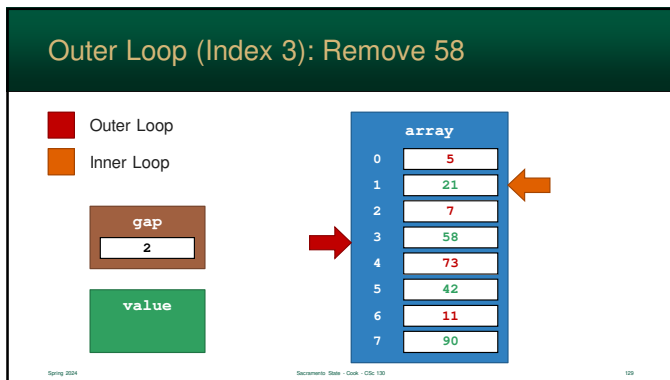 Outer Loop (Index 3): Remove 58
Outer Loop
Inner Loop
gap
2
value
array
0 5
1 21
2 7
3 58
4 73
5 42
6 11
7 90
Spring 2024
Sacramento State - Cook - CSc 130
129